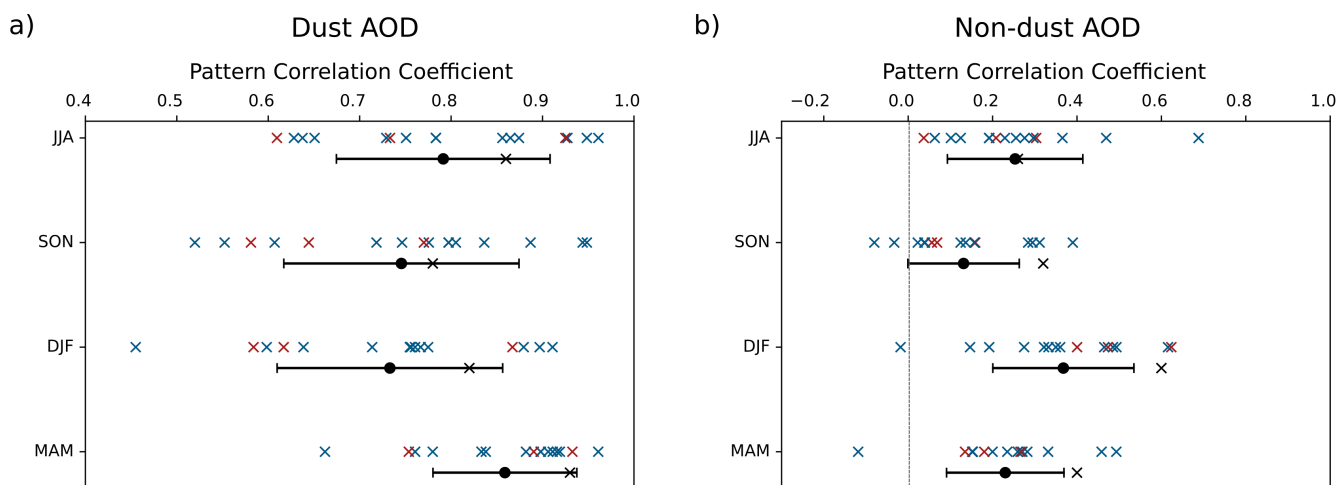 a)
Dust AOD
Pattern Correlation Coefficient
0.4 0.5 0.6 0.7 0.8 0.9 1.0
JJA
SON
DJF
MAM
b)
Non-dust AOD
Pattern Correlation Coefficient
−0.2 0.0 0.2 0.4 0.6 0.8 1.0
JJA
SON
DJF
MAM